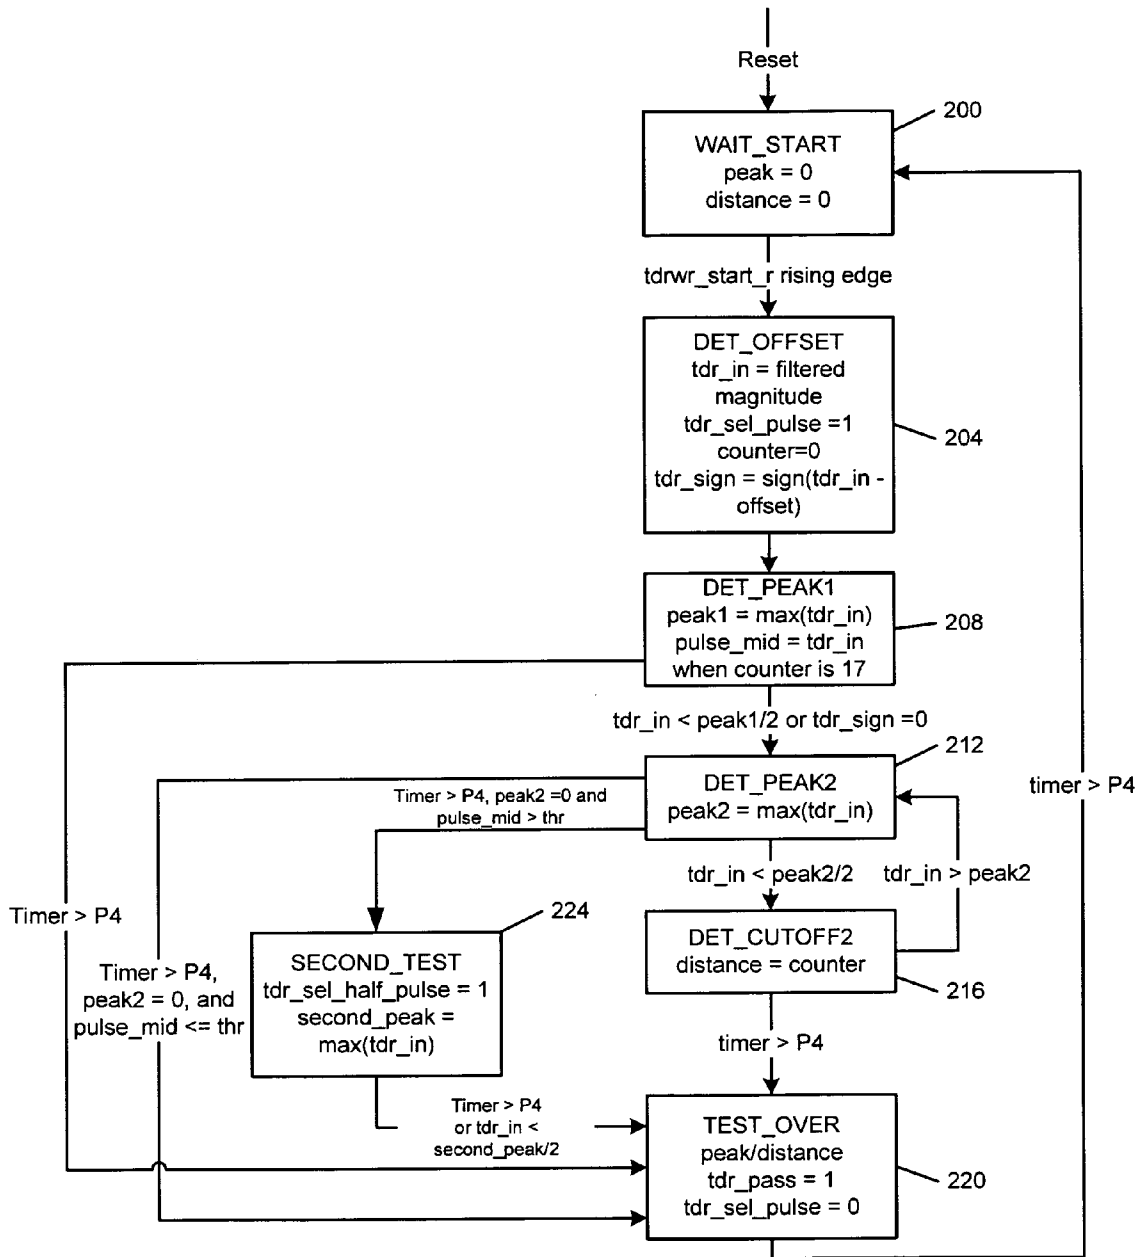 Reset
200
WAIT_START
peak = 0
distance = 0
tdrwr_start_r rising edge
DET_OFFSET
tdr_in = filtered
magnitude
tdr_sel_pulse =1
counter=0
tdr_sign = sign(tdr_in -
offset)
204
DET_PEAK1
peak1 = max(tdr_in)
pulse_mid = tdr_in
when counter is 17
208
tdr_in < peak1/2 or tdr_sign =0
212
DET_PEAK2
peak2 = max(tdr_in)
timer > P4
Timer > P4, peak2 =0 and
pulse_mid > thr
tdr_in < peak2/2
tdr_in > peak2
Timer > P4
224
DET_CUTOFF2
distance = counter
216
SECOND_TEST
tdr_sel_half_pulse = 1
second_peak =
max(tdr_in)
Timer > P4,
peak2 = 0, and
pulse_mid <= thr
timer > P4
Timer > P4
or tdr_in <
second_peak/2
TEST_OVER
peak/distance
tdr_pass = 1
tdr_sel_pulse = 0
220